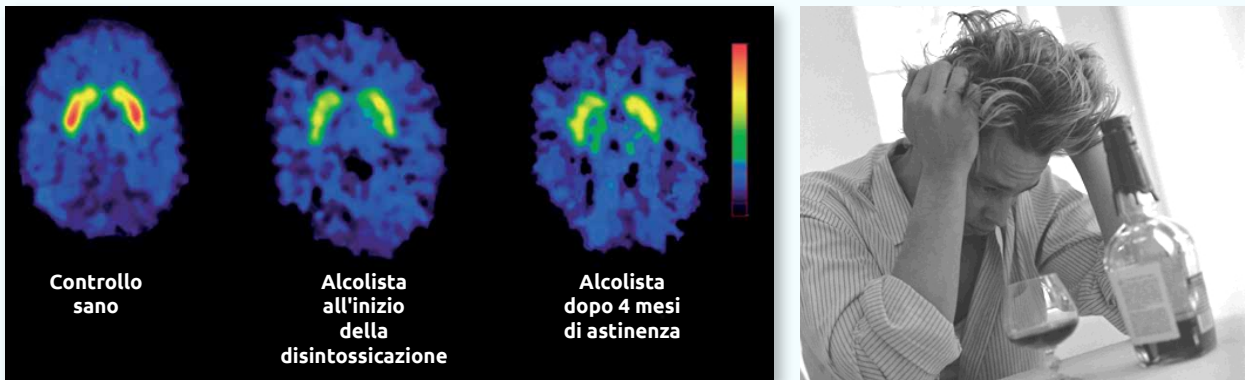 Controllo
sano
Alcolista
all'inizio
della
disintossicazione
Alcolista
dopo 4 mesi
di astinenza